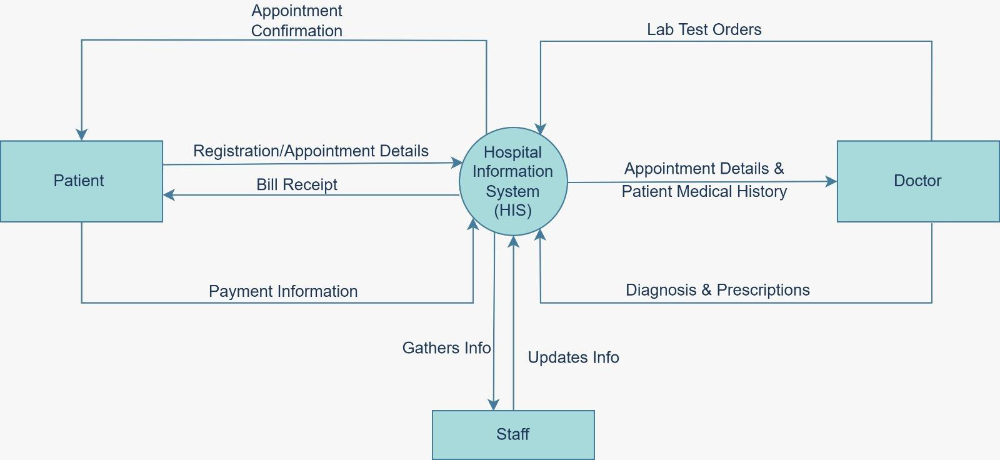 Appointment
Confirmation
Lab Test Orders
Registration/Appointment Details
Bill Receipt
Patient
Hospital
Information
System
(HIS)
Appointment Details &
Patient Medical History
Doctor
Payment Information
Diagnosis & Prescriptions
Gathers Info
Updates Info
Staff